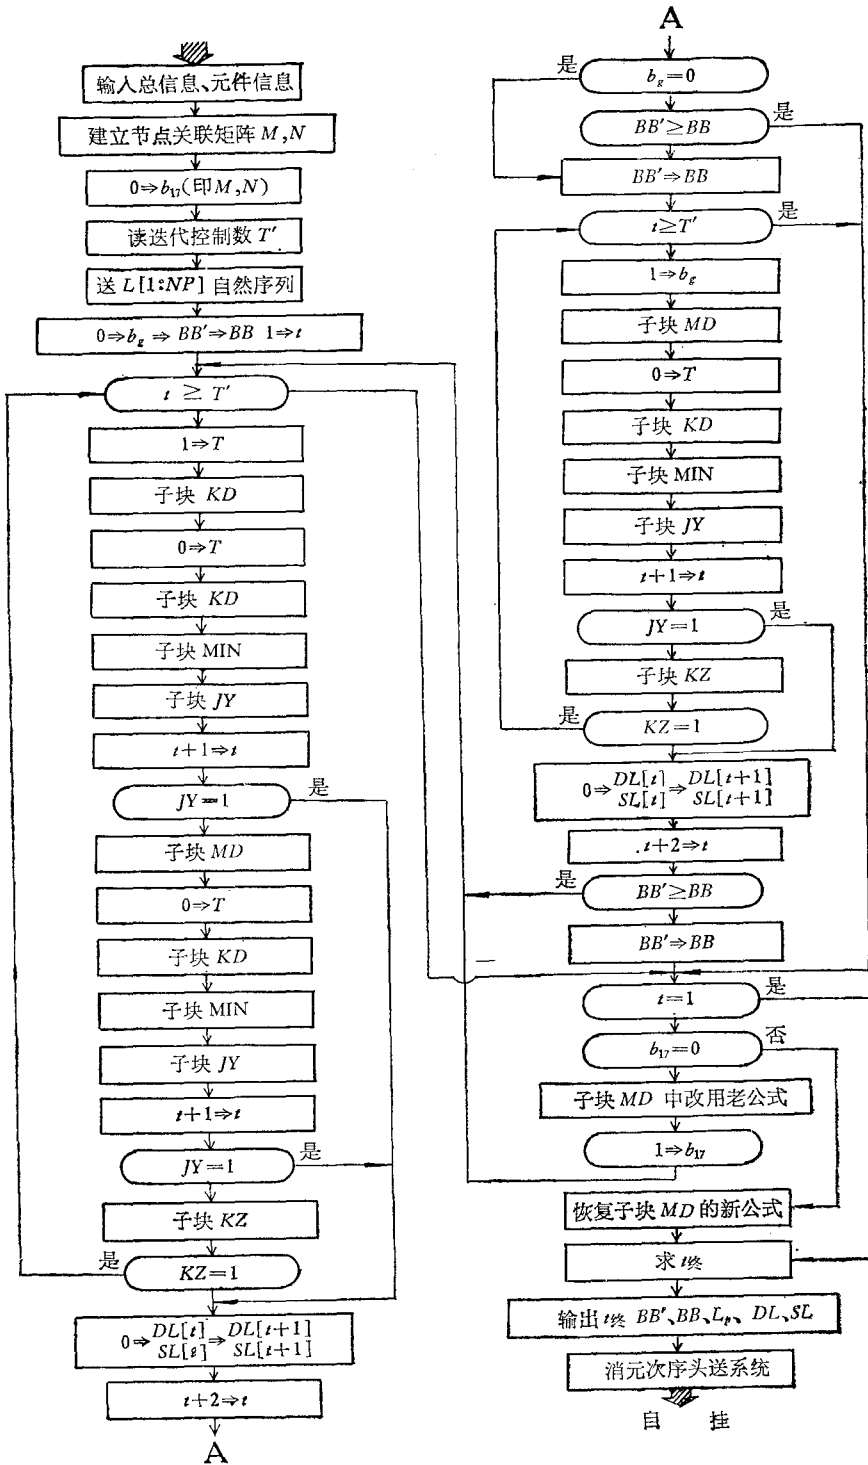 输入总信息、元件信息
建立节点关联矩阵 M,N
0⇒b₁₇(印M,N)
读迭代控制数 T′
送 L[1:NP] 自然序列
0⇒b_g ⇒ BB′⇒BB 1⇒t
t ≥ T′
1⇒T
子块 KD
0⇒T
子块 KD
子块 MIN
子块 JY
t+1⇒t
JY=1
是
子块 MD
0⇒T
子块 KD
子块 MIN
子块 JY
t+1⇒t
JY=1
是
子块 KZ
是
KZ=1
0⇒DL[t]⇒DL[t+1]
SL[t] SL[t+1]
t+2⇒t
A
A
是
b_g=0
BB′≥BB
是
BB′⇒BB
t≥T′
是
1⇒b_g
子块 MD
0⇒T
子块 KD
子块 MIN
子块 JY
t+1⇒t
JY=1
是
子块 KZ
是
KZ=1
0⇒DL[t]⇒DL[t+1]
SL[t] SL[t+1]
t+2⇒t
是
BB′≥BB
BB′⇒BB
t=1
是
b₁₇=0
否
子块 MD 中改用老公式
1⇒b₁₇
恢复子块 MD 的新公式
求 t终
输出 t终 BB′、BB、L_t、DL、SL
消元次序头送系统
自 挂